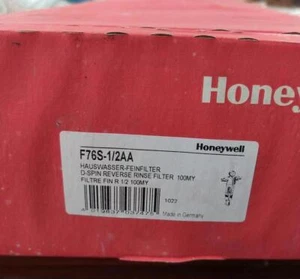 Honey
F76S-1/2AA
Honeywell
HAUSWASSER-FEINFILTER
D-SPIN REVERSE RINSE FILTER 100MY
FILTRE FIN R 1/2 100MY
1022
Made in Germany